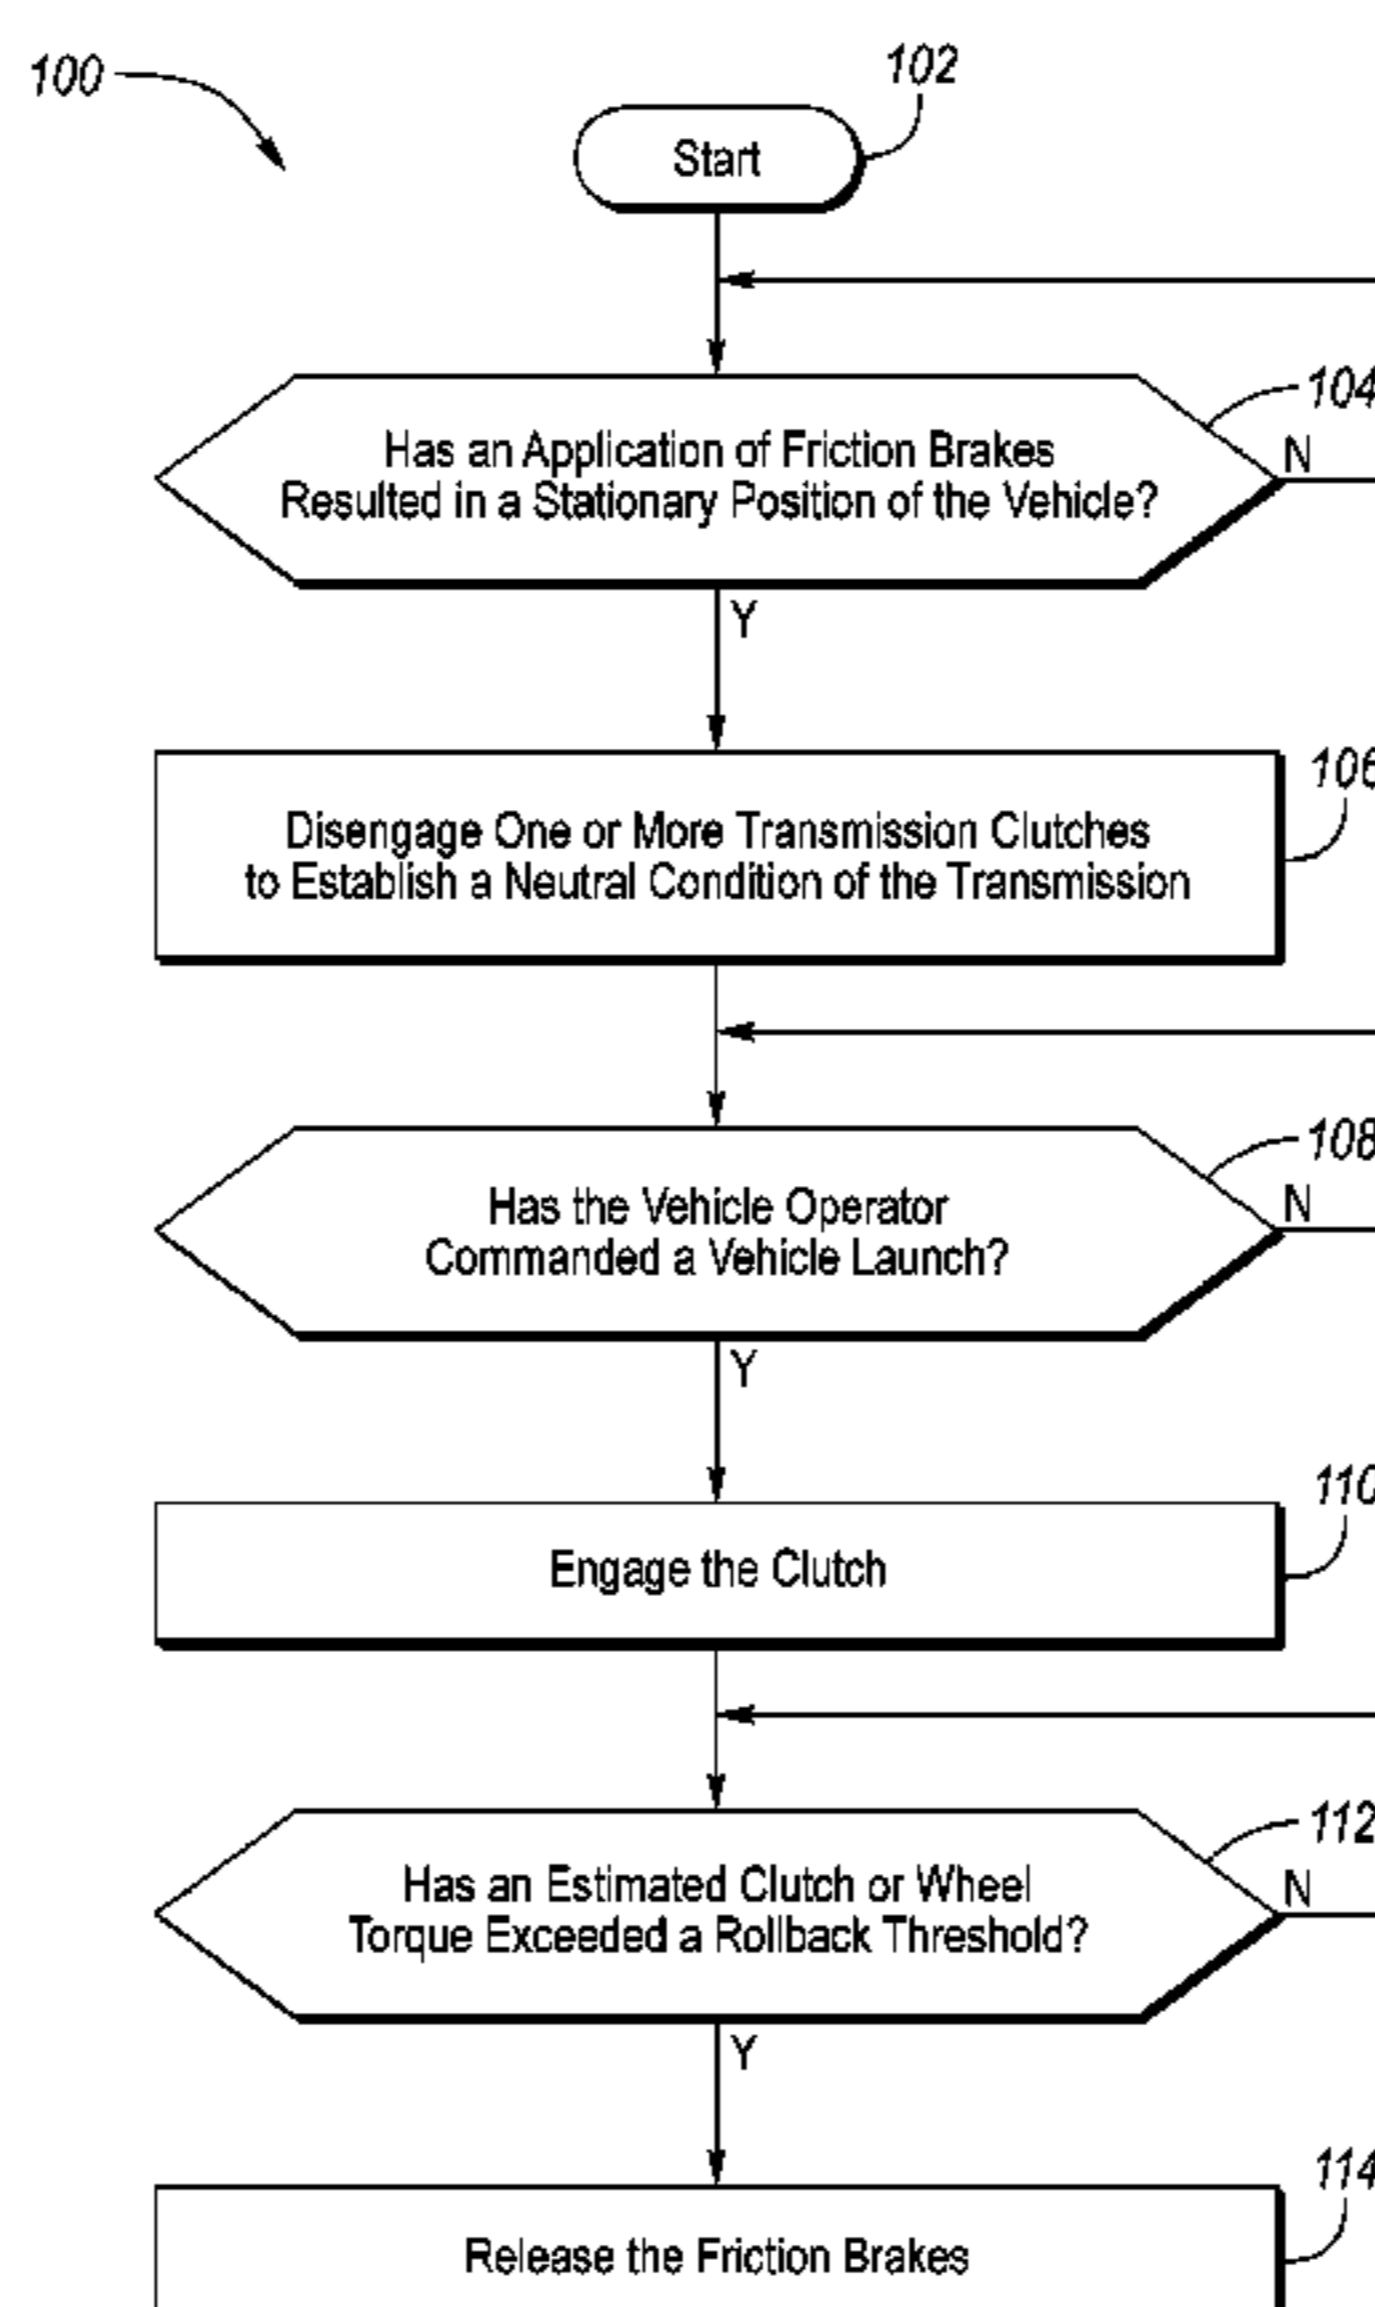 100
102
Start
104
Has an Application of Friction Brakes
Resulted in a Stationary Position of the Vehicle?
N
Y
106
Disengage One or More Transmission Clutches
to Establish a Neutral Condition of the Transmission
108
Has the Vehicle Operator
Commanded a Vehicle Launch?
N
Y
110
Engage the Clutch
112
Has an Estimated Clutch or Wheel
Torque Exceeded a Rollback Threshold?
N
Y
114
Release the Friction Brakes